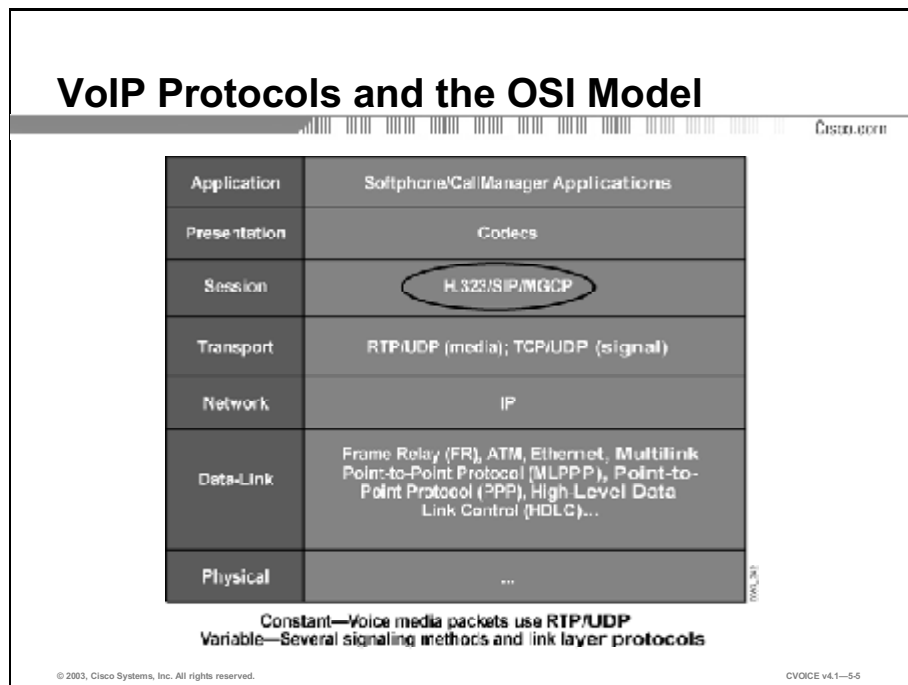 VoIP Protocols and the OSI Model
Cisco.com
Application
Softphone/CallManager Applications
Presentation
Codecs
Session
H.323/SIP/MGCP
Transport
RTP/UDP (media); TCP/UDP (signal)
Network
IP
Data-Link
Frame Relay (FR), ATM, Ethernet, Multilink
Point-to-Point Protocol (MLPPP), Point-to-
Point Protocol (PPP), High-Level Data
Link Control (HDLC)...
Physical
...
Constant—Voice media packets use RTP/UDP
Variable—Several signaling methods and link layer protocols
© 2003, Cisco Systems, Inc. All rights reserved.
CVOICE v4.1—5-5